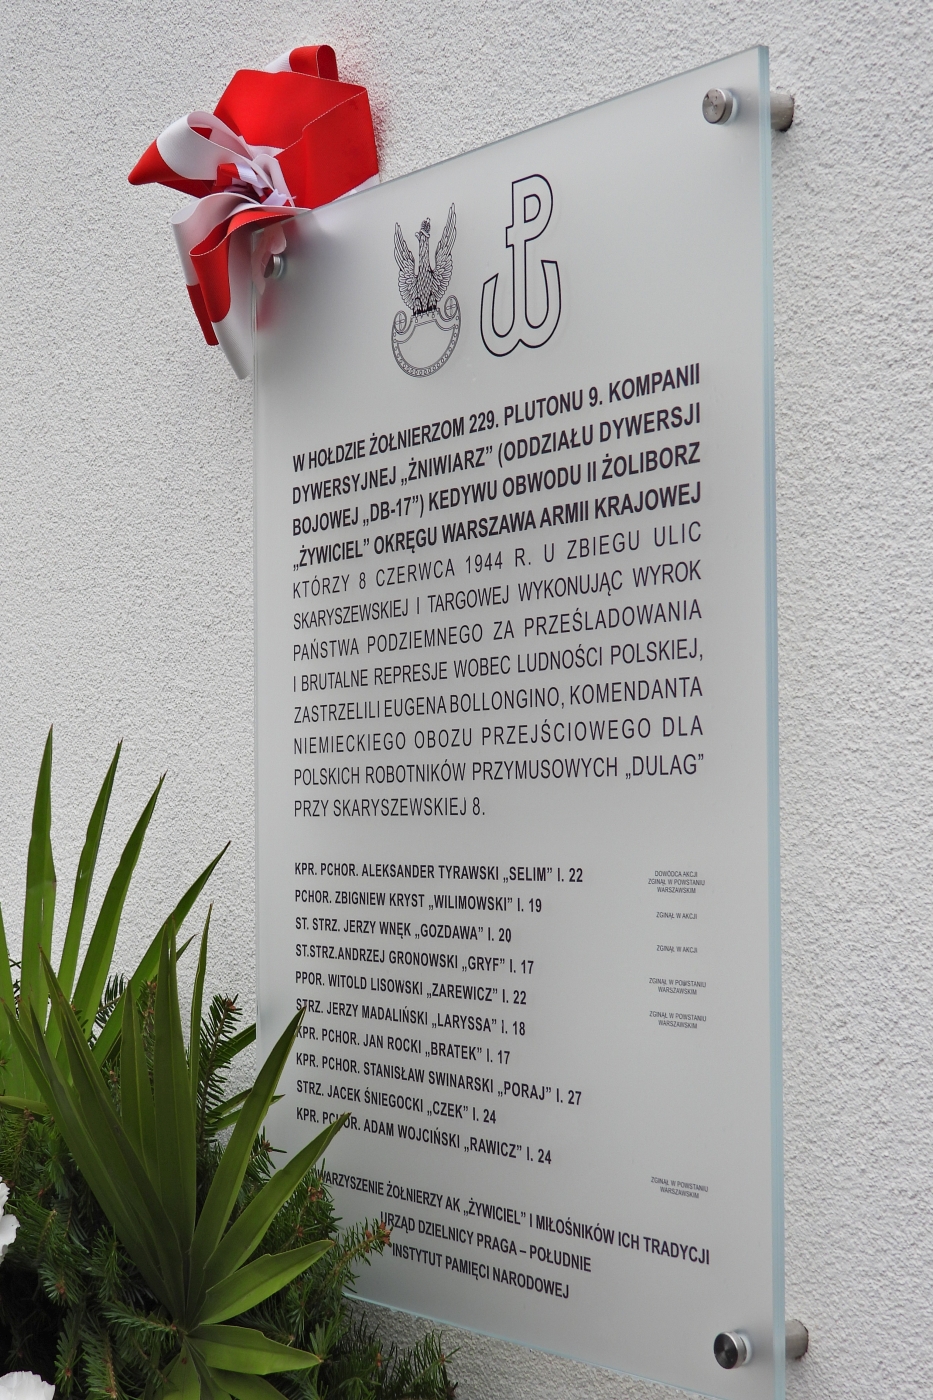 W HOŁDZIE ŻOŁNIERZOM 229. PLUTONU 9. KOMPANII
DYWERSYJNEJ „ŻNIWIARZ” (ODDZIAŁU DYWERSJI
BOJOWEJ „DB-17”) KEDYWU OBWODU II ŻOLIBORZ
„ŻYWICIEL” OKRĘGU WARSZAWA ARMII KRAJOWEJ
KTÓRZY 8 CZERWCA 1944 R. U ZBIEGU ULIC
SKARYSZEWSKIEJ I TARGOWEJ WYKONUJĄC WYROK
PAŃSTWA PODZIEMNEGO ZA PRZEŚLADOWANIA
I BRUTALNE REPRESJE WOBEC LUDNOŚCI POLSKIEJ,
ZASTRZELILI EUGENA BOLLONGINO, KOMENDANTA
NIEMIECKIEGO OBOZU PRZEJŚCIOWEGO DLA
POLSKICH ROBOTNIKÓW PRZYMUSOWYCH „DULAG”
PRZY SKARYSZEWSKIEJ 8.
KPR. PCHOR. ALEKSANDER TYRAWSKI „SELIM” l. 22
DOWÓDCA AKCJI
ZGINĄŁ W POWSTANIU
WARSZAWSKIM
PCHOR. ZBIGNIEW KRYST „WILIMOWSKI” l. 19
ZGINĄŁ W AKCJI
ST. STRZ. JERZY WNĘK „GOZDAWA” l. 20
ZGINĄŁ W AKCJI
ST.STRZ.ANDRZEJ GRONOWSKI „GRYF” l. 17
ZGINĄŁ W POWSTANIU
WARSZAWSKIM
PPOR. WITOLD LISOWSKI „ZAREWICZ” l. 22
ZGINĄŁ W POWSTANIU
WARSZAWSKIM
STRZ. JERZY MADALIŃSKI „LARYSSA” l. 18
KPR. PCHOR. JAN ROCKI „BRATEK” l. 17
KPR. PCHOR. STANISŁAW SWINARSKI „PORAJ” l. 27
STRZ. JACEK ŚNIEGOCKI „CZEK” l. 24
KPR. PCHOR. ADAM WOJCIŃSKI „RAWICZ” l. 24
ZGINĄŁ W POWSTANIU
WARSZAWSKIM
WARZYSZENIE ŻOŁNIERZY AK „ŻYWICIEL” I MIŁOŚNIKÓW ICH TRADYCJI
URZĄD DZIELNICY PRAGA – POŁUDNIE
INSTYTUT PAMIĘCI NARODOWEJ